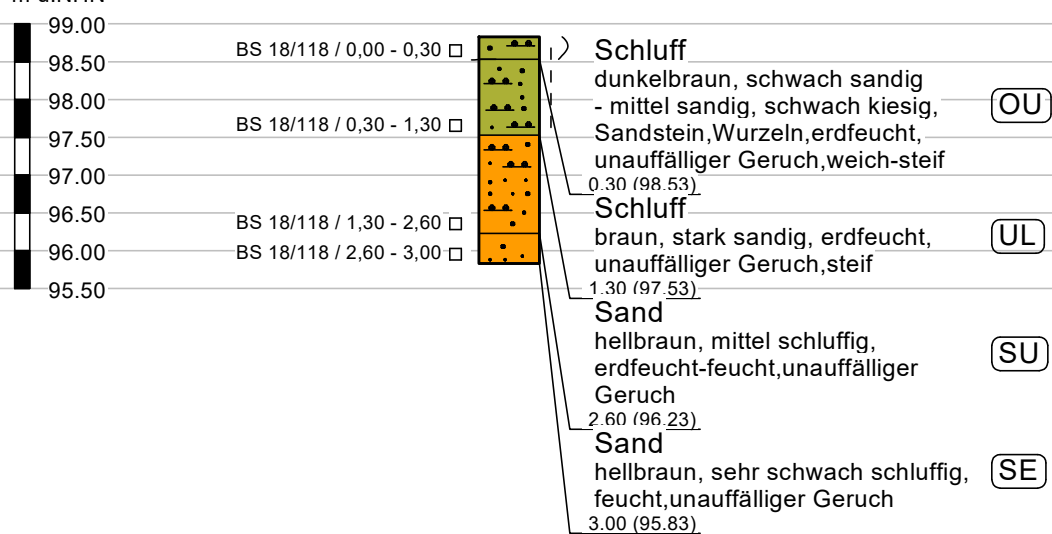 99.00
98.50
98.00
97.50
97.00
96.50
96.00
95.50
BS 18/118 / 0,00 - 0,30
BS 18/118 / 0,30 - 1,30
BS 18/118 / 1,30 - 2,60
BS 18/118 / 2,60 - 3,00
Schluff
dunkelbraun, schwach sandig
- mittel sandig, schwach kiesig,
Sandstein,Wurzeln,erdfeucht,
unauffälliger Geruch,weich-steif
0.30 (98.53)
OU
Schluff
braun, stark sandig, erdfeucht,
unauffälliger Geruch,steif
1.30 (97.53)
UL
Sand
hellbraun, mittel schluffig,
erdfeucht-feucht,unauffälliger
Geruch
2.60 (96.23)
SU
Sand
hellbraun, sehr schwach schluffig,
feucht,unauffälliger Geruch
3.00 (95.83)
SE